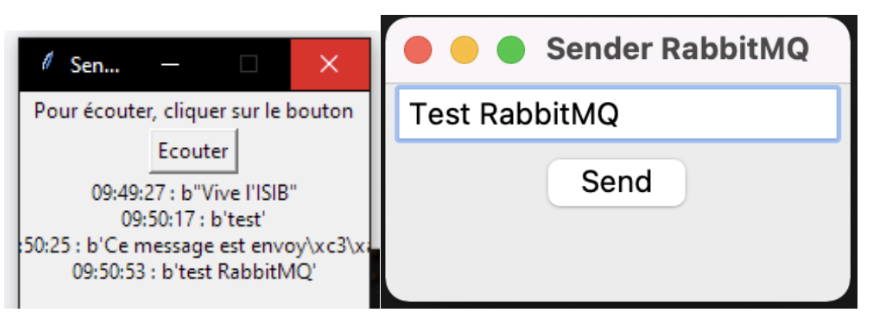 Sen...
Pour écouter, cliquer sur le bouton
Ecouter
09:49:27 : b"Vive l'ISIB"
09:50:17 : b'test'
:50:25 : b'Ce message est envoy\xc3\xa
09:50:53 : b'test RabbitMQ'
Sender RabbitMQ
Test RabbitMQ
Send